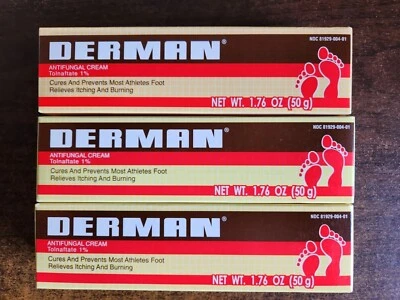 DERMAN®
NDC 81929-004-01
ANTIFUNGAL CREAM
Tolnaftate 1%
Cures And Prevents Most Athletes Foot
Relieves Itching And Burning
NET WT. 1.76 OZ (50 g)
DERMAN®
NDC 81929-004-01
ANTIFUNGAL CREAM
Tolnaftate 1%
Cures And Prevents Most Athletes Foot
Relieves Itching And Burning
NET WT. 1.76 OZ (50 g)
DERMAN®
NDC 81929-004-01
ANTIFUNGAL CREAM
Tolnaftate 1%
Cures And Prevents Most Athletes Foot
Relieves Itching And Burning
NET WT. 1.76 OZ (50 g)